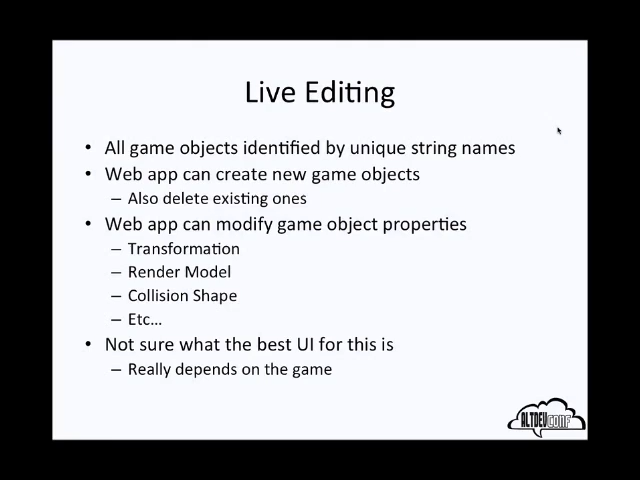 Live Editing
• All game objects identified by unique string names
• Web app can create new game objects
– Also delete existing ones
• Web app can modify game object properties
– Transformation
– Render Model
– Collision Shape
– Etc...
• Not sure what the best UI for this is
– Really depends on the game
ALTDEVCONF